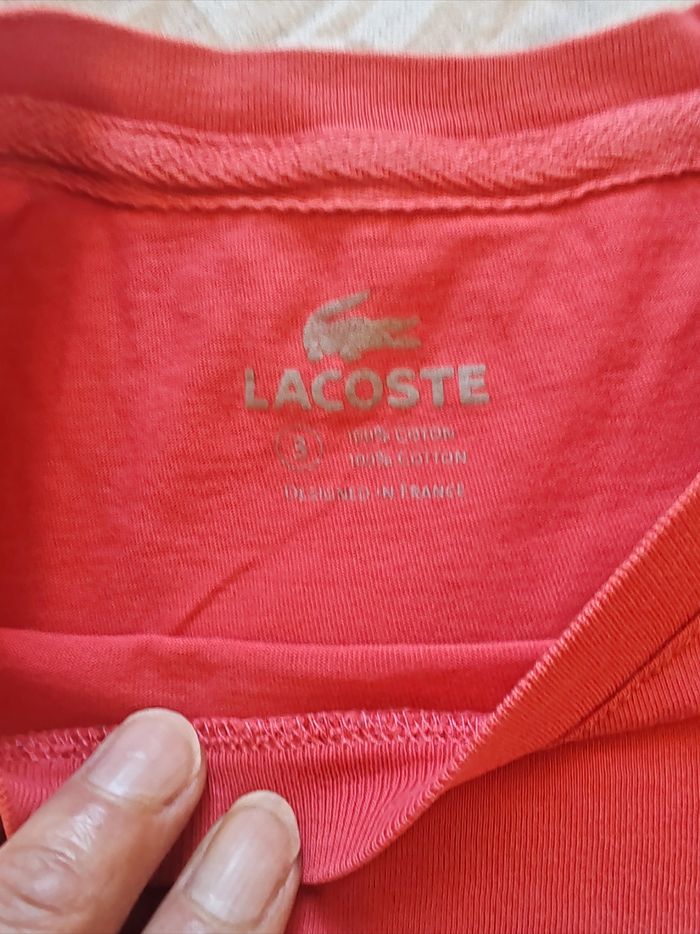 LACOSTE
3
100% COTON
100% COTTON
DESIGNED IN FRANCE